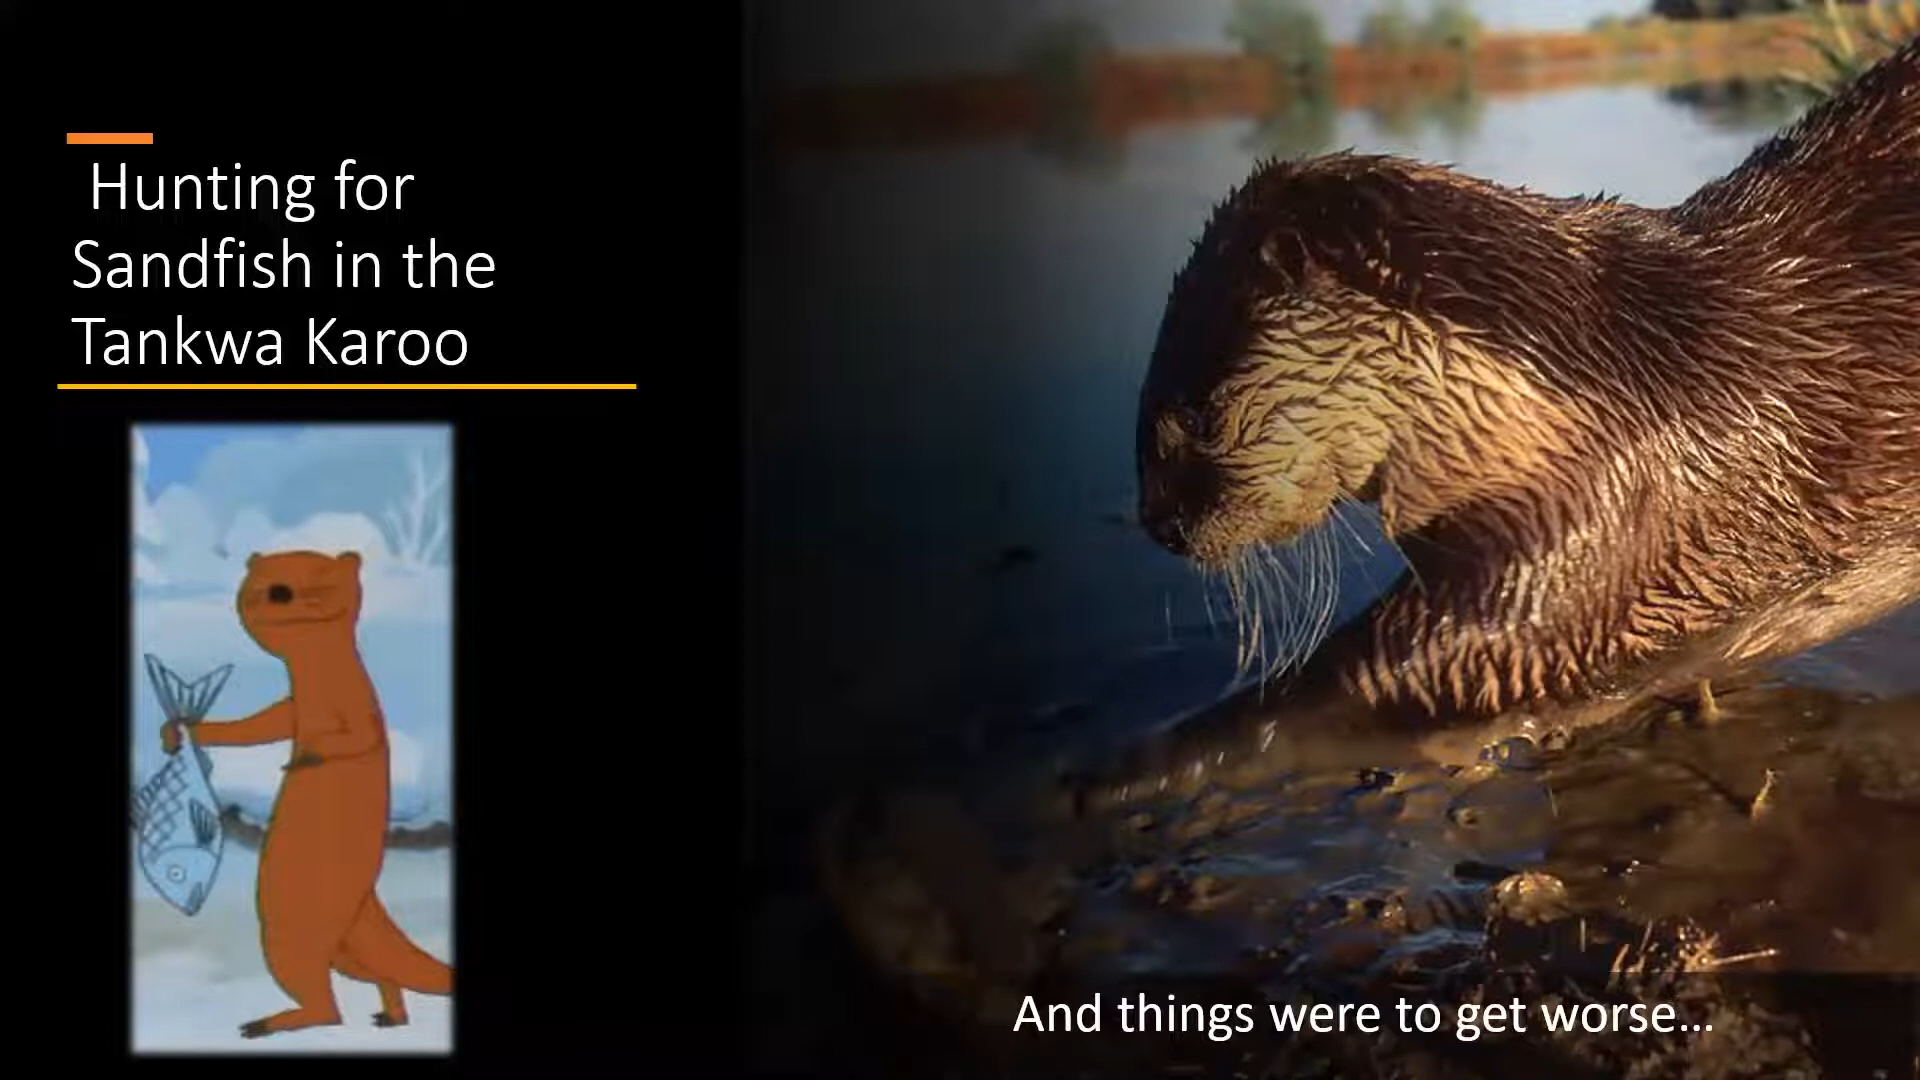 Hunting for
Sandfish in the
Tankwa Karoo
And things were to get worse...